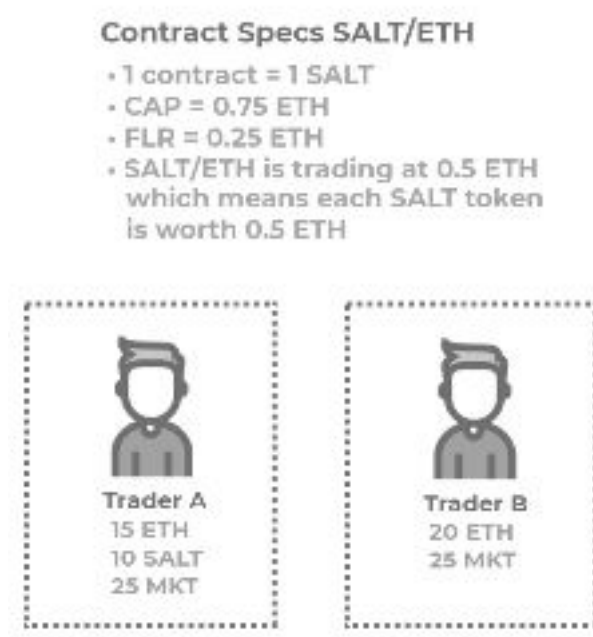 Contract Specs SALT/ETH
• 1 contract = 1 SALT
• CAP = 0.75 ETH
• FLR = 0.25 ETH
• SALT/ETH is trading at 0.5 ETH
which means each SALT token
is worth 0.5 ETH
Trader A
15 ETH
10 SALT
25 MKT
Trader B
20 ETH
25 MKT